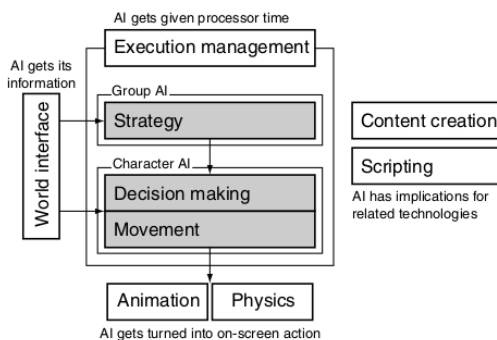 AI gets given processor time
Execution management
AI gets its
information
Group AI
Strategy
World interface
Character AI
Decision making
Movement
Animation
Physics
AI gets turned into on-screen action
Content creation
Scripting
AI has implications for
related technologies